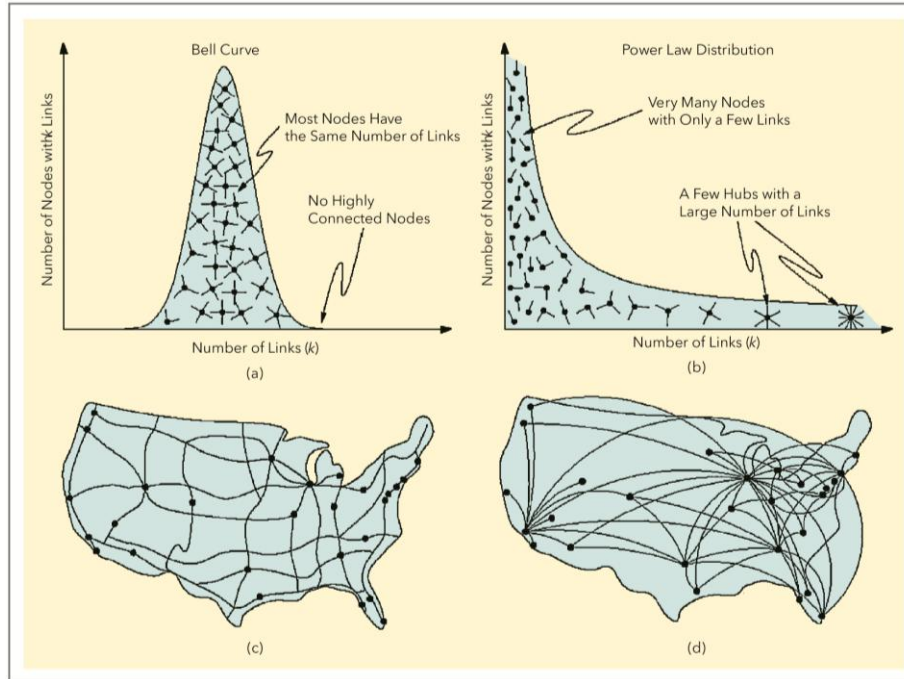 Bell Curve
Number of Nodes with k Links
Most Nodes Have
the Same Number of Links
No Highly
Connected Nodes
Number of Links (k)
(a)
Power Law Distribution
Number of Nodes with k Links
Very Many Nodes
with Only a Few Links
A Few Hubs with a
Large Number of Links
Number of Links (k)
(b)
(c)
(d)